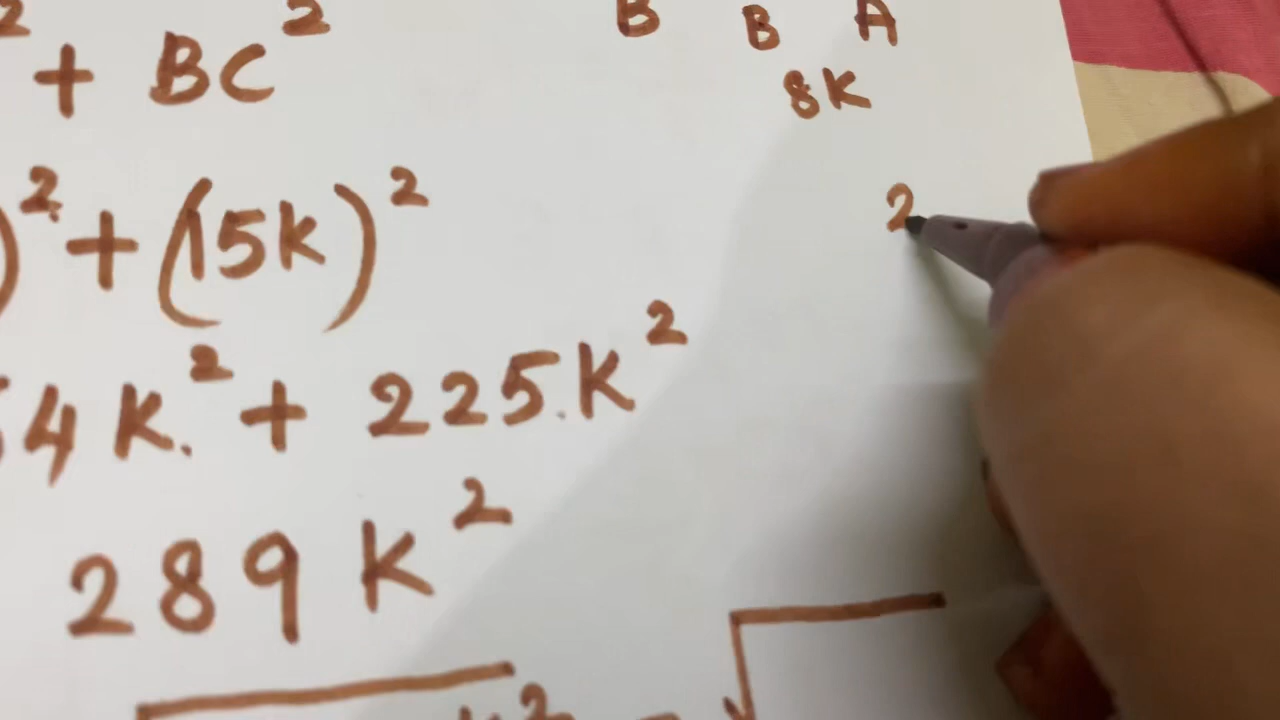 ² + BC² B B A
8K
)² + (15K)²
4K² + 225K² 2
289K²
√